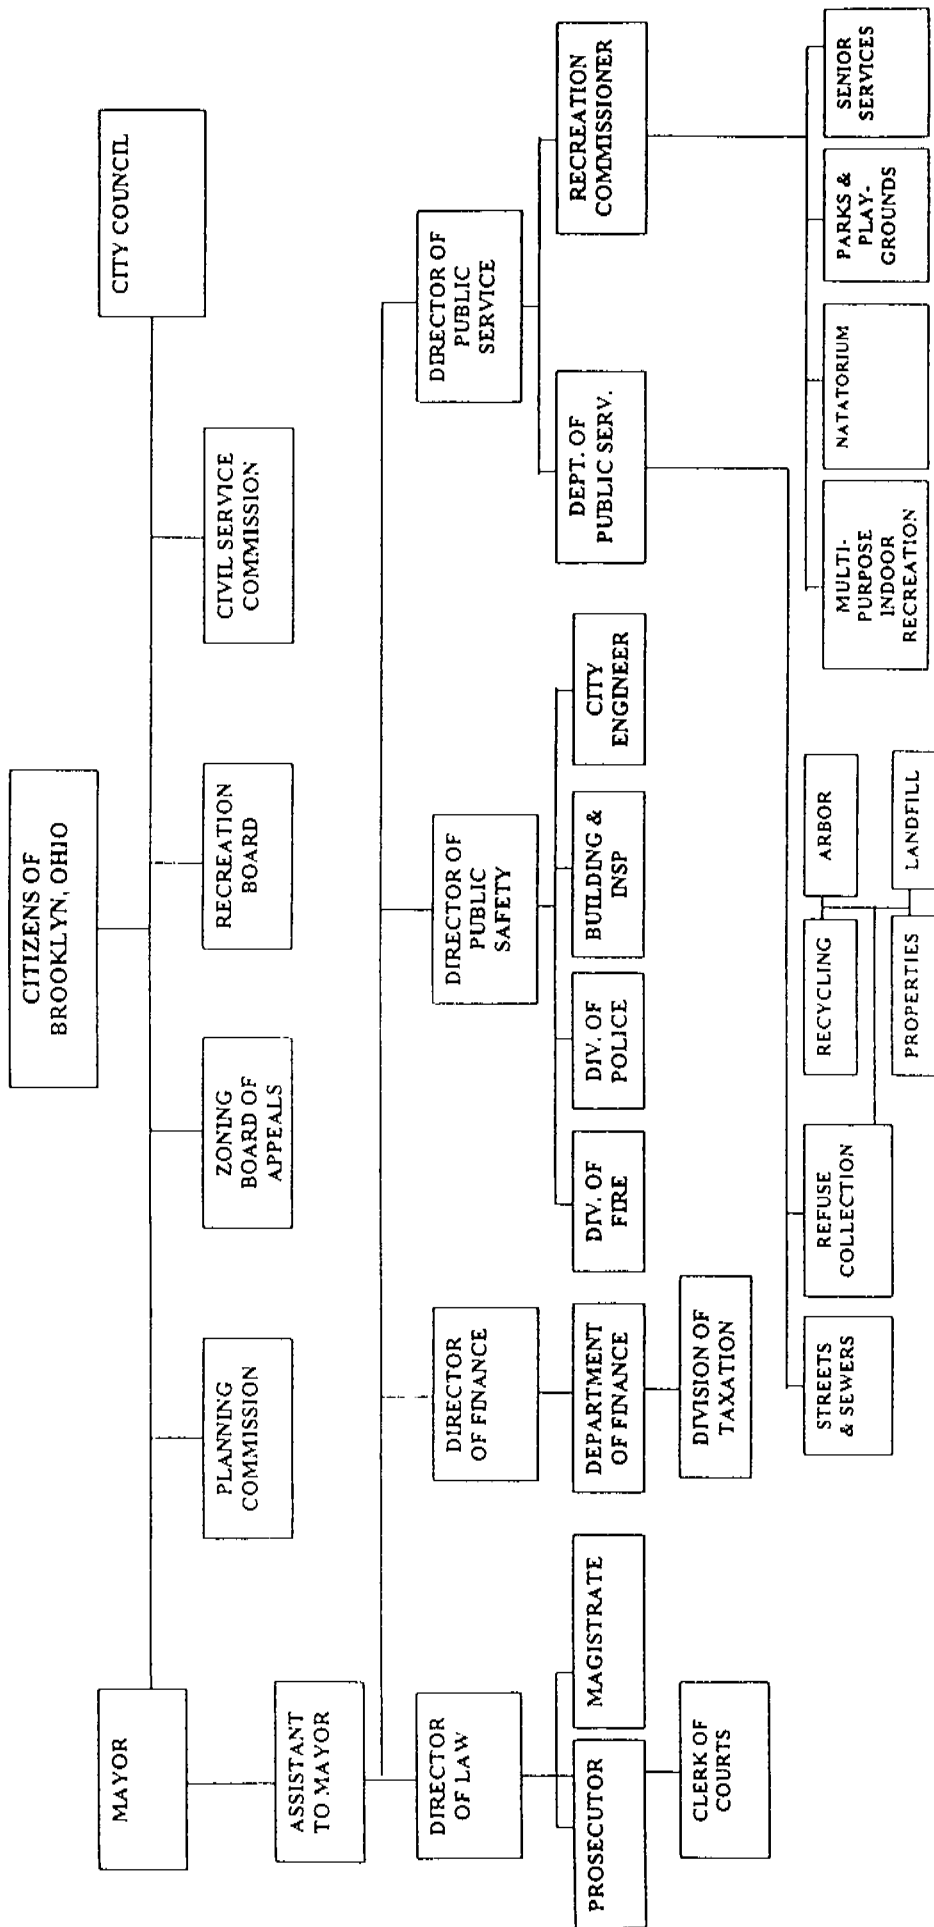 CITIZENS OF
BROOKLYN, OHIO
MAYOR
CITY COUNCIL
PLANNING
COMMISSION
ZONING
BOARD OF
APPEALS
RECREATION
BOARD
CIVIL SERVICE
COMMISSION
ASSISTANT
TO MAYOR
DIRECTOR
OF LAW
DIRECTOR
OF FINANCE
DIRECTOR OF
PUBLIC
SAFETY
DIRECTOR OF
PUBLIC
SERVICE
PROSECUTOR
MAGISTRATE
DEPARTMENT
OF FINANCE
DIV. OF
FIRE
DIV. OF
POLICE
BUILDING &
INSP
CITY
ENGINEER
DEPT. OF
PUBLIC SERV.
RECREATION
COMMISSIONER
CLERK OF
COURTS
DIVISION OF
TAXATION
STREETS
& SEWERS
REFUSE
COLLECTION
RECYCLING
ARBOR
PROPERTIES
LANDFILL
MULTI-
PURPOSE
INDOOR
RECREATION
NATATORIUM
PARKS &
PLAY-
GROUNDS
SENIOR
SERVICES